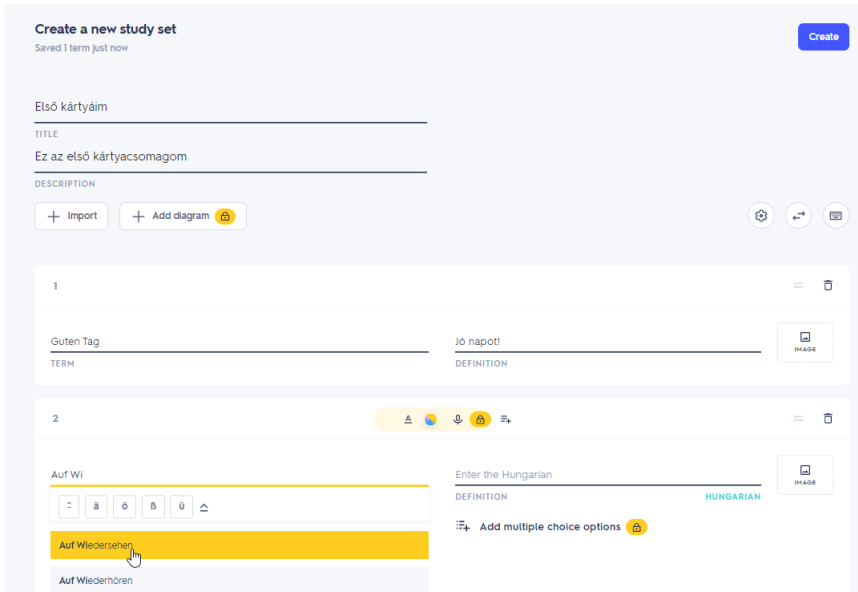 Create a new study set
Saved 1 term just now
Create
Első kártyáim
TITLE
Ez az első kártyacsomagom
DESCRIPTION
+ Import + Add diagram
1
Guten Tag Jó napot!
TERM DEFINITION
IMAGE
2
Auf Wi Enter the Hungarian
DEFINITION HUNGARIAN
IMAGE
ä ö ß ü
Add multiple choice options
Auf Wiedersehen
Auf Wiederhören